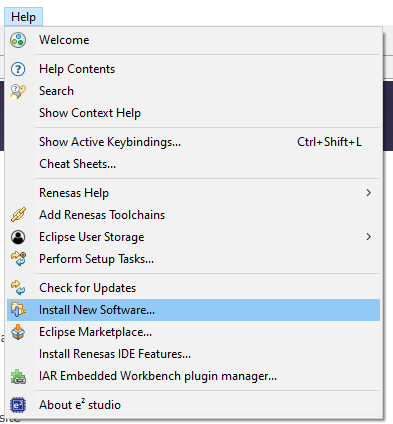 Help
Welcome
Help Contents
Search
Show Context Help
Show Active Keybindings... Ctrl+Shift+L
Cheat Sheets...
Renesas Help
Add Renesas Toolchains
Eclipse User Storage
Perform Setup Tasks...
Check for Updates
Install New Software...
Eclipse Marketplace...
Install Renesas IDE Features...
IAR Embedded Workbench plugin manager...
About e² studio